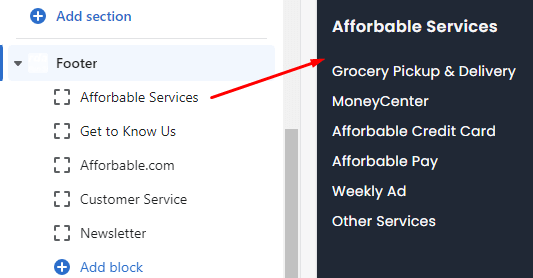 Add section
Footer
Afforbable Services
Get to Know Us
Afforbable.com
Customer Service
Newsletter
Add block
Afforbable Services
Grocery Pickup & Delivery
MoneyCenter
Afforbable Credit Card
Afforbable Pay
Weekly Ad
Other Services